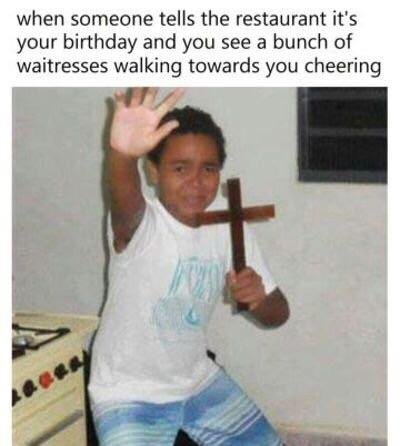 when someone tells the restaurant it's
your birthday and you see a bunch of
waitresses walking towards you cheering